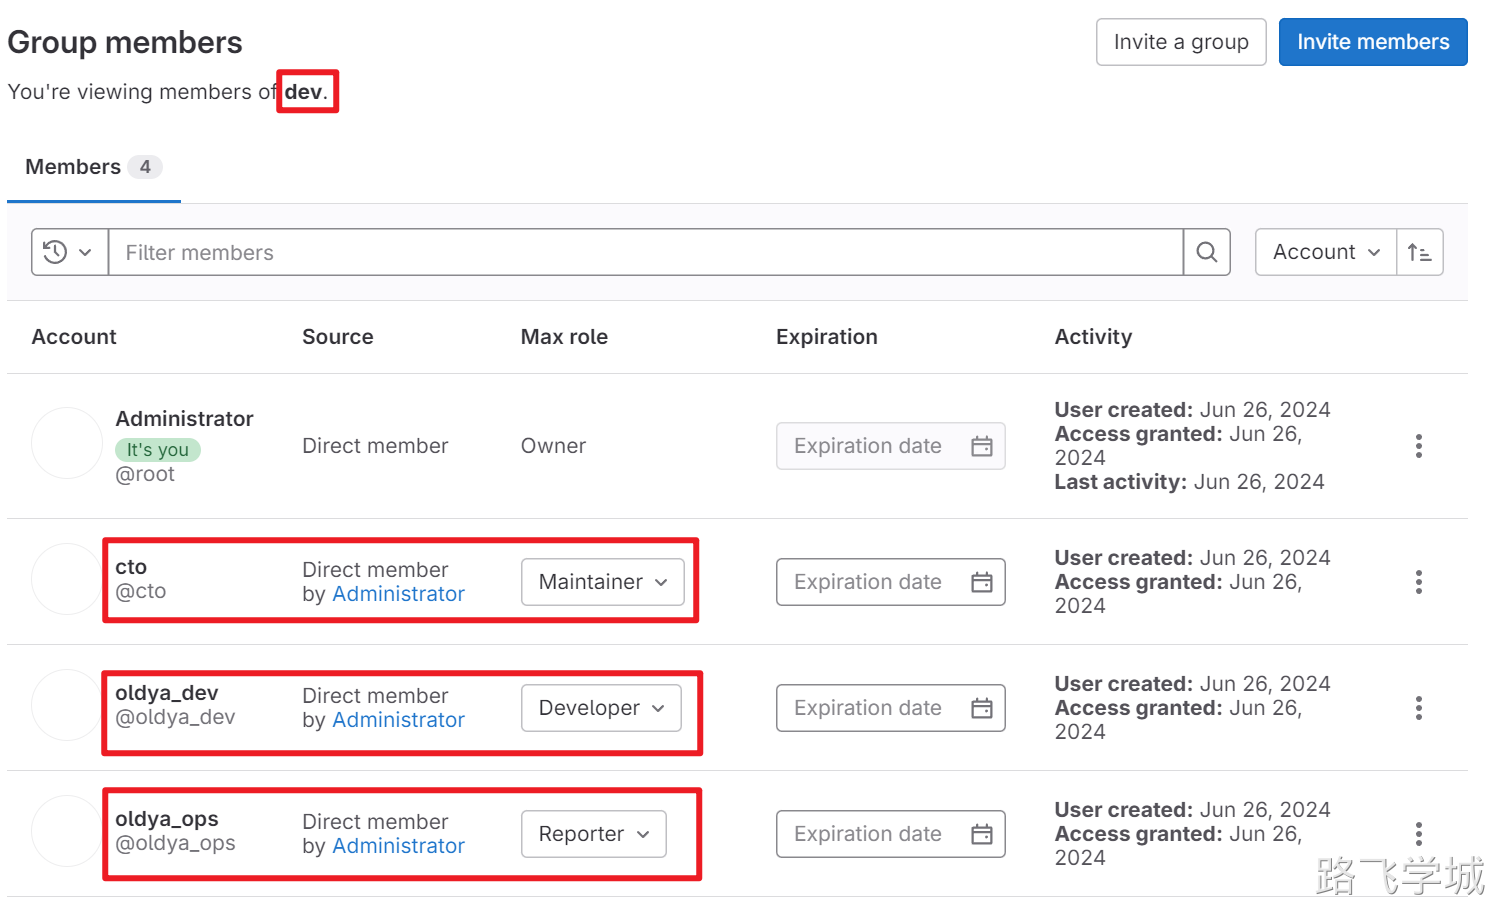 Group members
Invite a group
Invite members
You're viewing members of dev.
Members 4
Filter members
Account
Account Source Max role Expiration Activity
Administrator
It's you
@root
Direct member
Owner
Expiration date
User created: Jun 26, 2024
Access granted: Jun 26,
2024
Last activity: Jun 26, 2024
cto
@cto
Direct member
by Administrator
Maintainer
Expiration date
User created: Jun 26, 2024
Access granted: Jun 26,
2024
oldya_dev
@oldya_dev
Direct member
by Administrator
Developer
Expiration date
User created: Jun 26, 2024
Access granted: Jun 26,
2024
oldya_ops
@oldya_ops
Direct member
by Administrator
Reporter
Expiration date
User created: Jun 26, 2024
Access granted: Jun 26,
2024
路飞学城